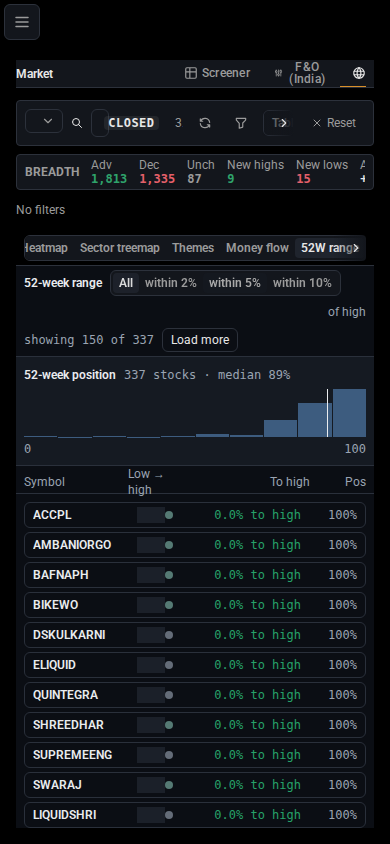 Market
Screener
F&O
(India)
CLOSED
3
Reset
BREADTH
Adv Dec Unch New highs New lows
1,813 1,335 87 9 15
No filters
Sector treemap Themes Money flow 52W range
52-week range All within 2% within 5% within 10%
of high
showing 150 of 337 Load more
52-week position 337 stocks · median 89%
0 100
Symbol Low → high To high Pos
ACCPL 0.0% to high 100%
AMBANIORGO 0.0% to high 100%
BAFNAPH 0.0% to high 100%
BIKEWO 0.0% to high 100%
DSKULKARNI 0.0% to high 100%
ELIQUID 0.0% to high 100%
QUINTEGRA 0.0% to high 100%
SHREEDHAR 0.0% to high 100%
SUPREMEENG 0.0% to high 100%
SWARAJ 0.0% to high 100%
LIQUIDSHRI 0.0% to high 100%